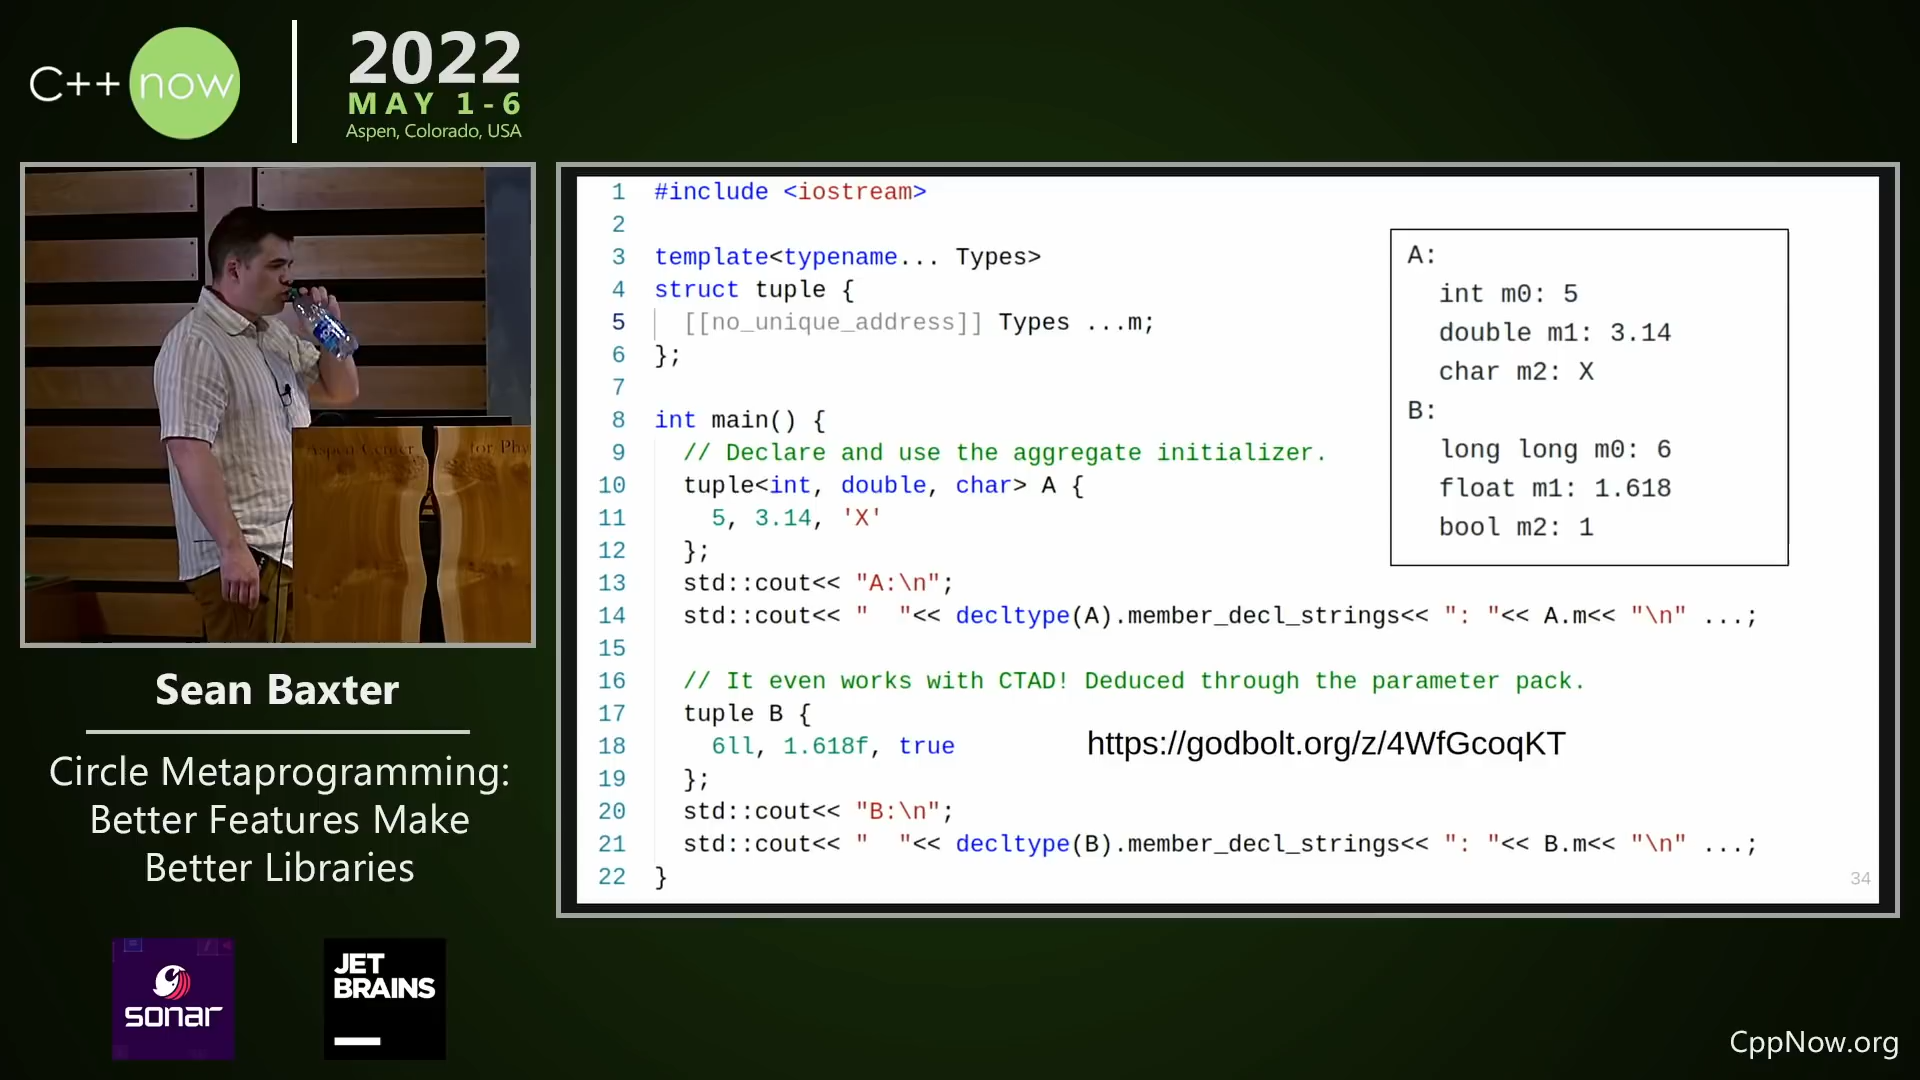 C++ now
2022
MAY 1-6
Aspen, Colorado, USA
Aspen Center for Phy
Sean Baxter
Circle Metaprogramming:
Better Features Make
Better Libraries
sonar
JET
BRAINS
1 #include <iostream>
2
3 template<typename... Types>
4 struct tuple {
5 [[no_unique_address]] Types ...m;
6 };
7
8 int main() {
9 // Declare and use the aggregate initializer.
10 tuple<int, double, char> A {
11 5, 3.14, 'X'
12 };
13 std::cout<< "A:\n";
14 std::cout<< "  "<< decltype(A).member_decl_strings<< ": "<< A.m<< "\n" ...;
15
16 // It even works with CTAD! Deduced through the parameter pack.
17 tuple B {
18 6ll, 1.618f, true
19 };
20 std::cout<< "B:\n";
21 std::cout<< "  "<< decltype(B).member_decl_strings<< ": "<< B.m<< "\n" ...;
22 }
A:
int m0: 5
double m1: 3.14
char m2: X
B:
long long m0: 6
float m1: 1.618
bool m2: 1
https://godbolt.org/z/4WfGcoqKT
34
CppNow.org